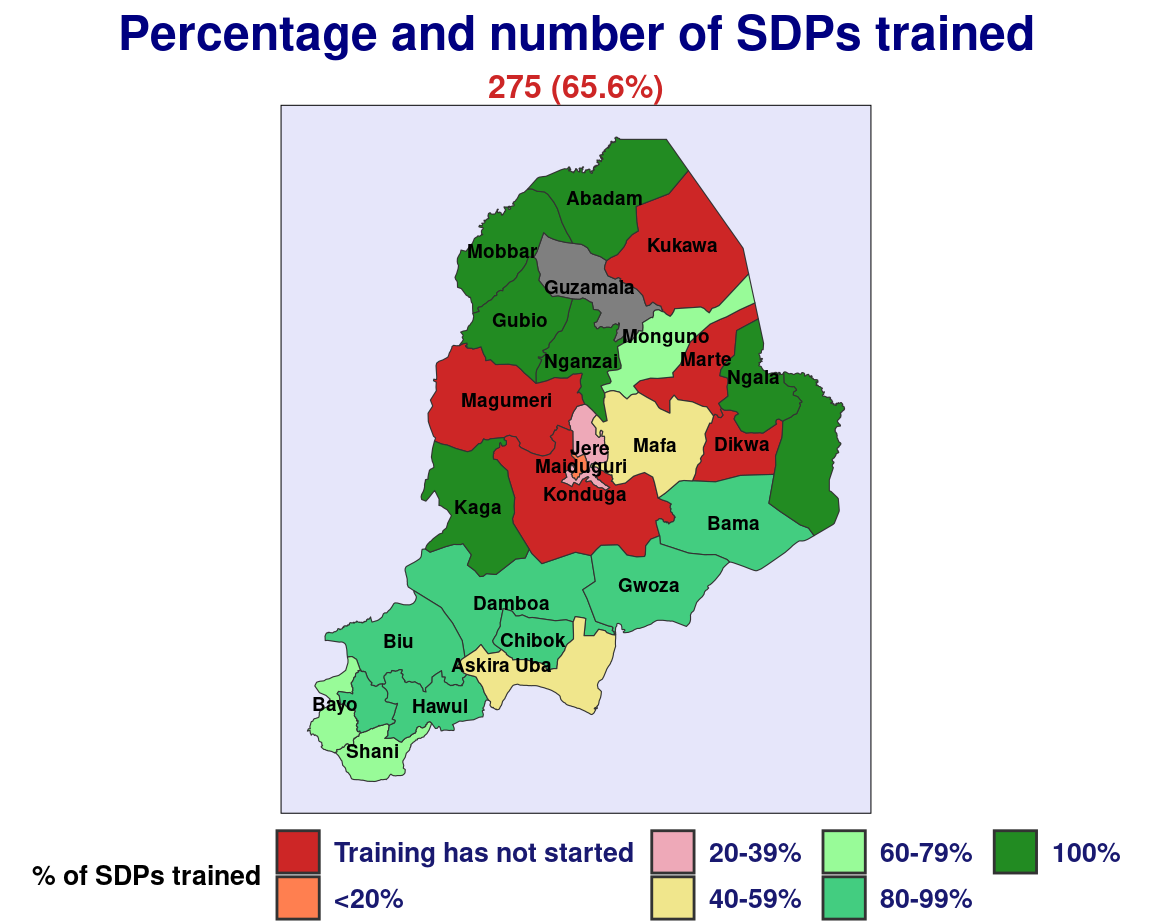 Percentage and number of SDPs trained
275 (65.6%)
Abadam
Kukawa
Mobbar
Guzamala
Gubio
Monguno
Nganzai
Marte
Ngala
Magumeri
Jere
Mafa
Dikwa
Maiduguri
Konduga
Kaga
Bama
Gwoza
Damboa
Biu
Chibok
Askira Uba
Bayo
Hawul
Shani
% of SDPs trained
Training has not started
<20%
20-39%
40-59%
60-79%
80-99%
100%